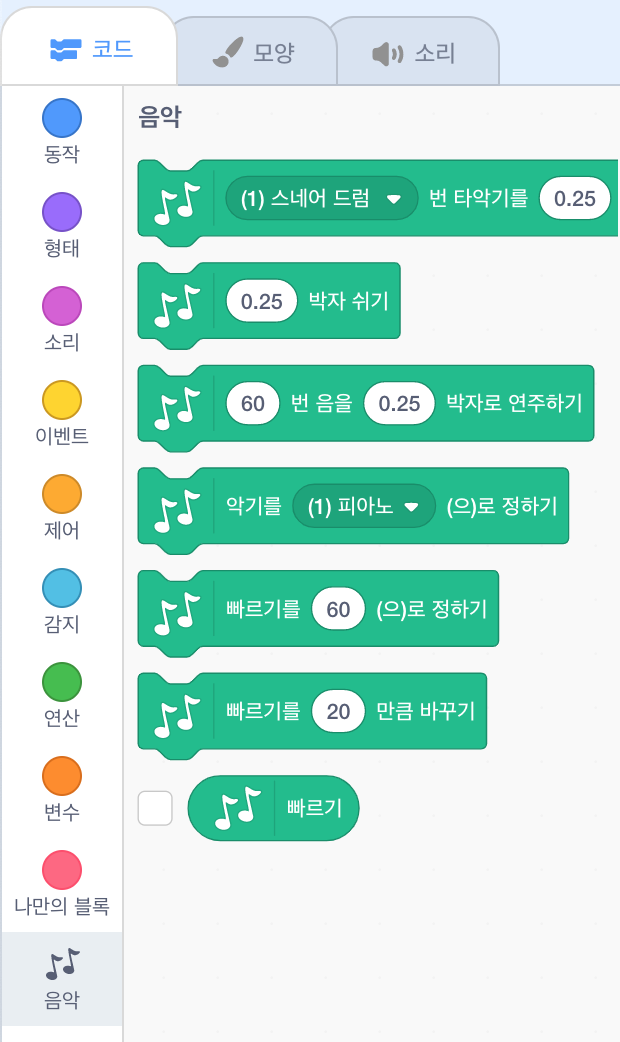 코드 모양 소리
음악
동작
형태
소리
이벤트
제어
감지
연산
변수
나만의 블록
음악
(1) 스네어 드럼 번 타악기를 0.25
0.25 박자 쉬기
60 번 음을 0.25 박자로 연주하기
악기를 (1) 피아노 (으)로 정하기
빠르기를 60 (으)로 정하기
빠르기를 20 만큼 바꾸기
빠르기